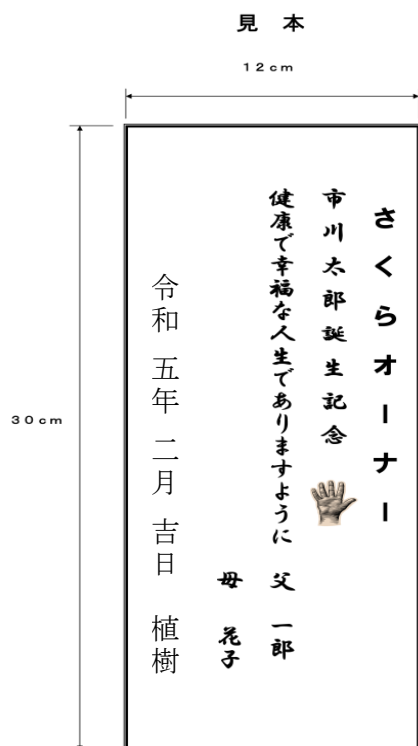 見本
12cm
30cm
さくらオーナー
市川太郎誕生記念
健康で幸福な人生でありますように 父 一郎
母 花子
令和 五年 二月 吉日 植樹